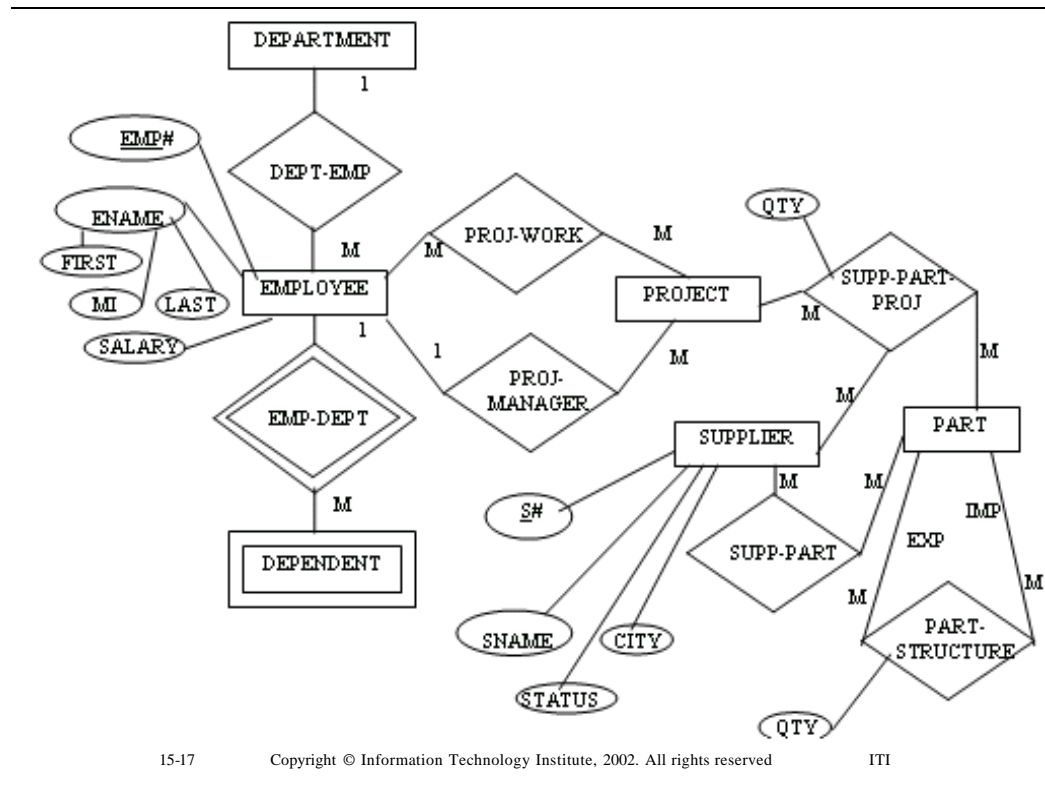 DEPARTMENT
1
EMP#
DEPT-EMP
QTY
ENAME
PROJ-WORK
M
M
M
SUPP-PART-
PROJ
FIRST
EMPLOYEE
PROJECT
MI
LAST
M
1
SALARY
1
M
M
PROJ-
MANAGER
M
EMP-DEPT
SUPPLIER
PART
M
M
M
S#
IMP
DEPENDENT
SUPP-PART
EXP
M
M
SNAME
CITY
PART-
STRUCTURE
STATUS
QTY
15-17 Copyright © Information Technology Institute, 2002. All rights reserved ITI